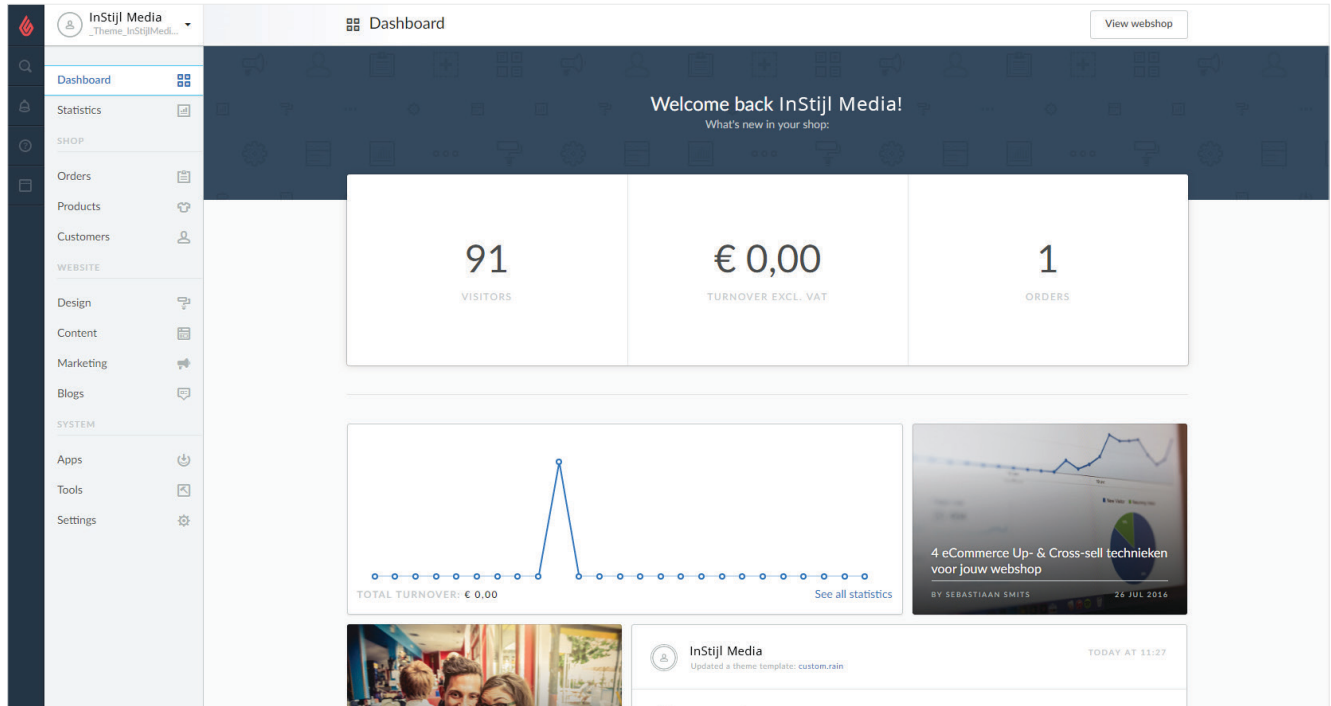 InStijl Media
_Theme_InStijlMedi...
Dashboard
View webshop
Dashboard
Statistics
SHOP
Orders
Products
Customers
WEBSITE
Design
Content
Marketing
Blogs
SYSTEM
Apps
Tools
Settings
Welcome back InStijl Media!
What's new in your shop:
91
VISITORS
€ 0,00
TURNOVER EXCL. VAT
1
ORDERS
TOTAL TURNOVER: € 0,00
See all statistics
4 eCommerce Up- & Cross-sell technieken
voor jouw webshop
BY SEBASTIAAN SMITS
26 JUL 2016
InStijl Media
TODAY AT 11:27
Updated a theme template: custom.rain